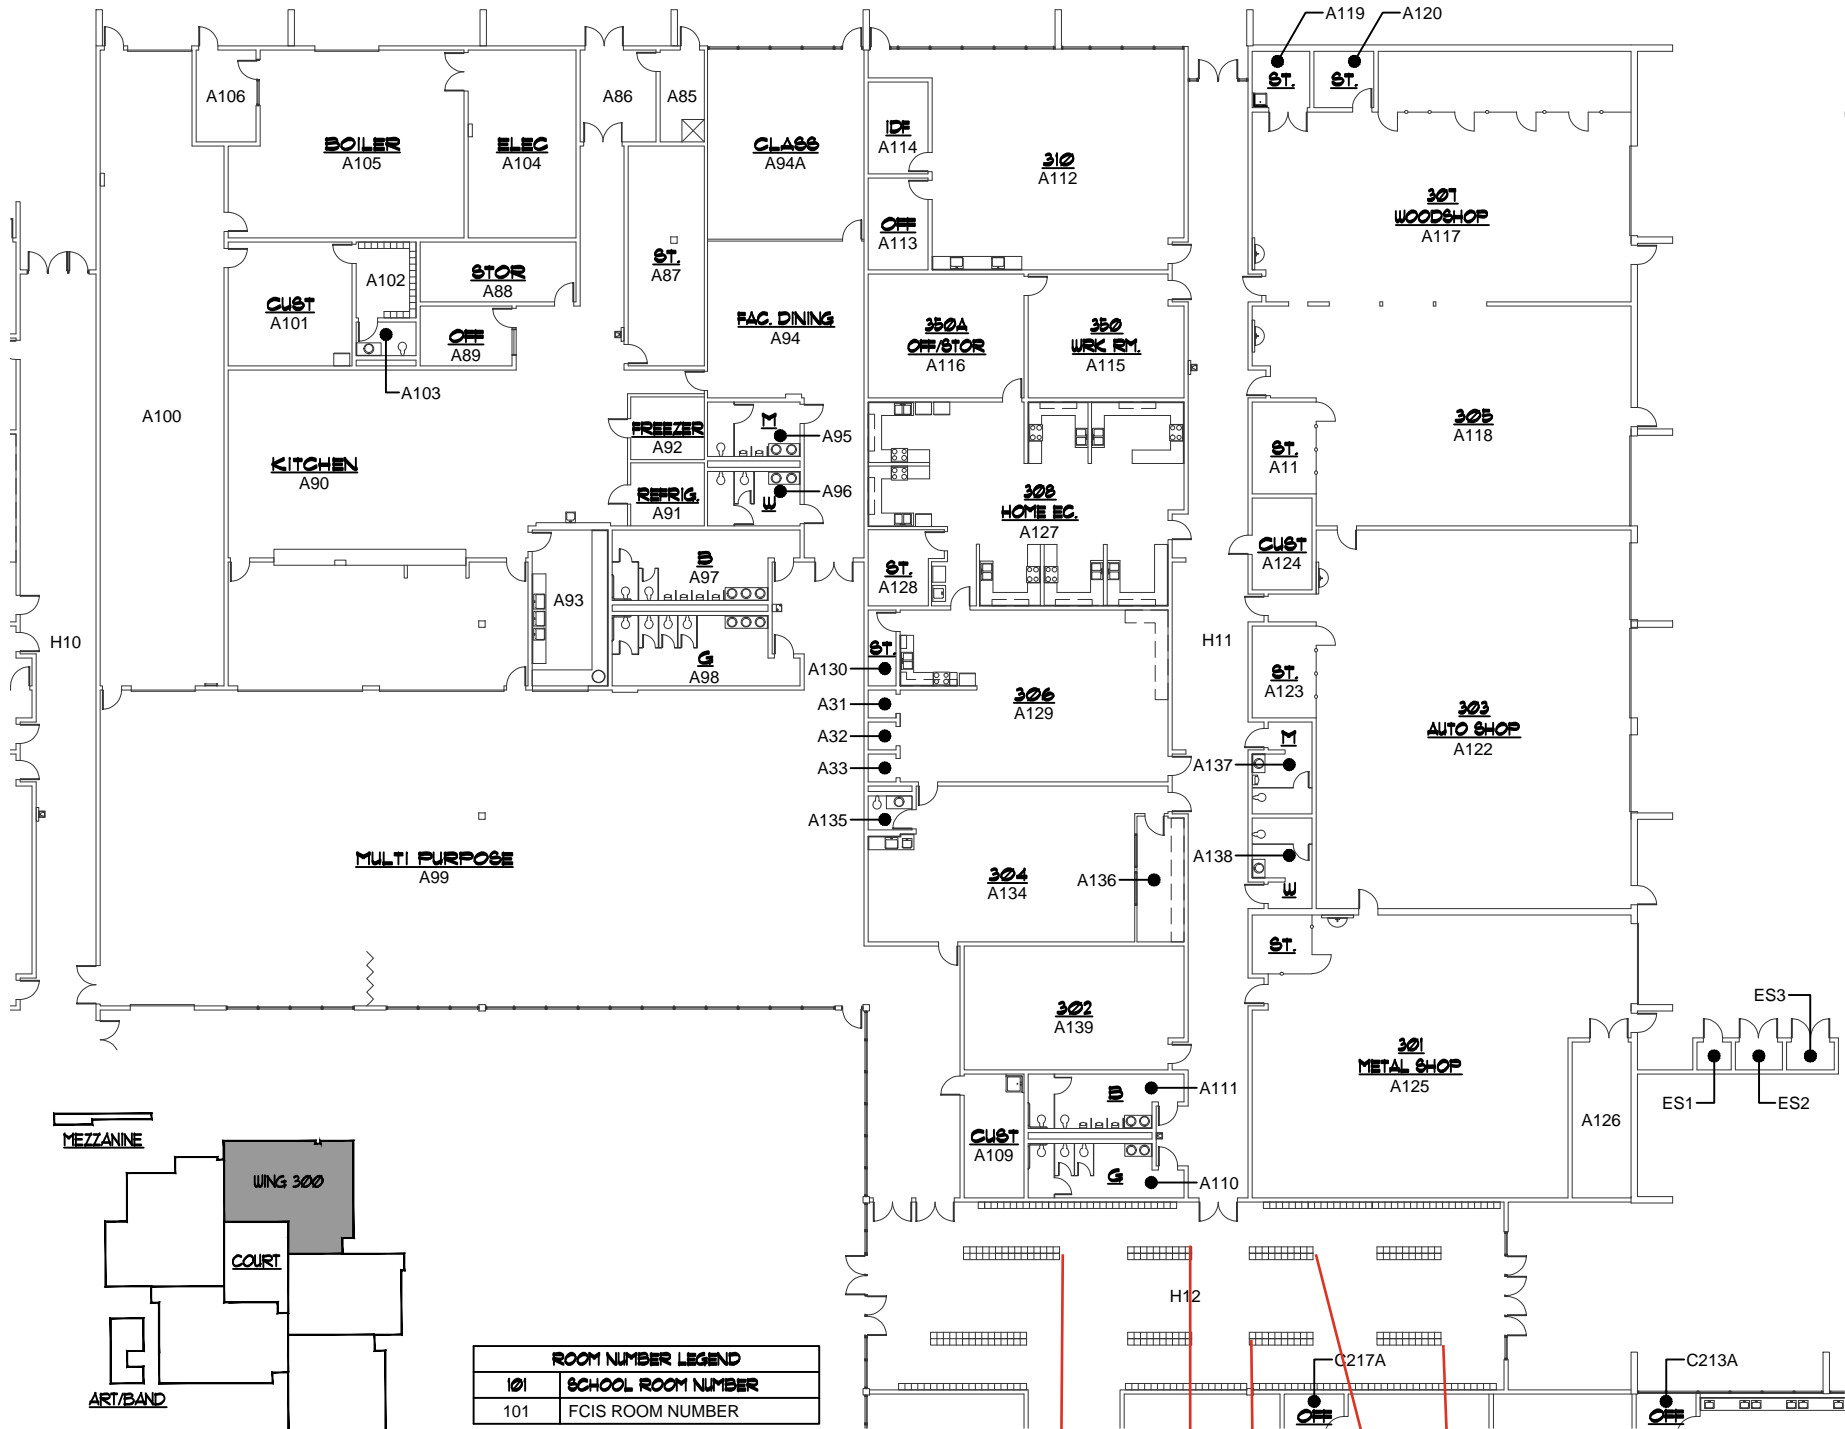 A119
A120
ST.
ST.
A106
A86
A85
BOILER
A105
ELEC
A104
CLASS
A94A
IDF
A114
310
A112
307
WOODSHOP
A117
OFF
A113
ST.
A87
A102
STOR
A88
CUST
A101
OFF
A89
FAC. DINING
A94
350A
OFF/STOR
A116
350
WRK RM.
A115
A103
A100
FREEZER
A92
M
A95
305
A118
ST.
A11
KITCHEN
A90
REFRIG.
A91
W
A96
308
HOME EC.
A127
CUST
A124
B
A97
ST.
A128
A93
H10
H11
G
A98
ST.
A130
ST.
A123
A31
306
A129
303
AUTO SHOP
A122
A32
M
A137
A33
A135
MULTI PURPOSE
A99
304
A134
A136
A138
W
ST.
302
A139
ES3
301
METAL SHOP
A125
ES1
ES2
B
A111
A126
CUST
A109
G
A110
MEZZANINE
WING 300
COURT
ART/BAND
H12
C217A
C213A
OFF
OFF
ROOM NUMBER LEGEND
101 SCHOOL ROOM NUMBER
101 FCIS ROOM NUMBER